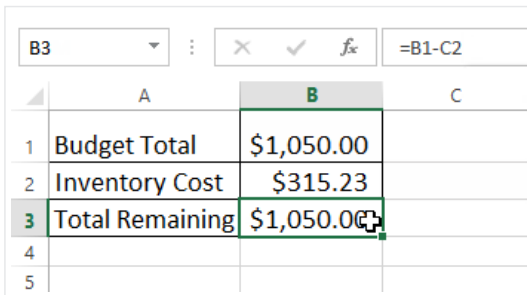 B3 fx =B1-C2
A B C
1 Budget Total $1,050.00
2 Inventory Cost $315.23
3 Total Remaining $1,050.00
4
5